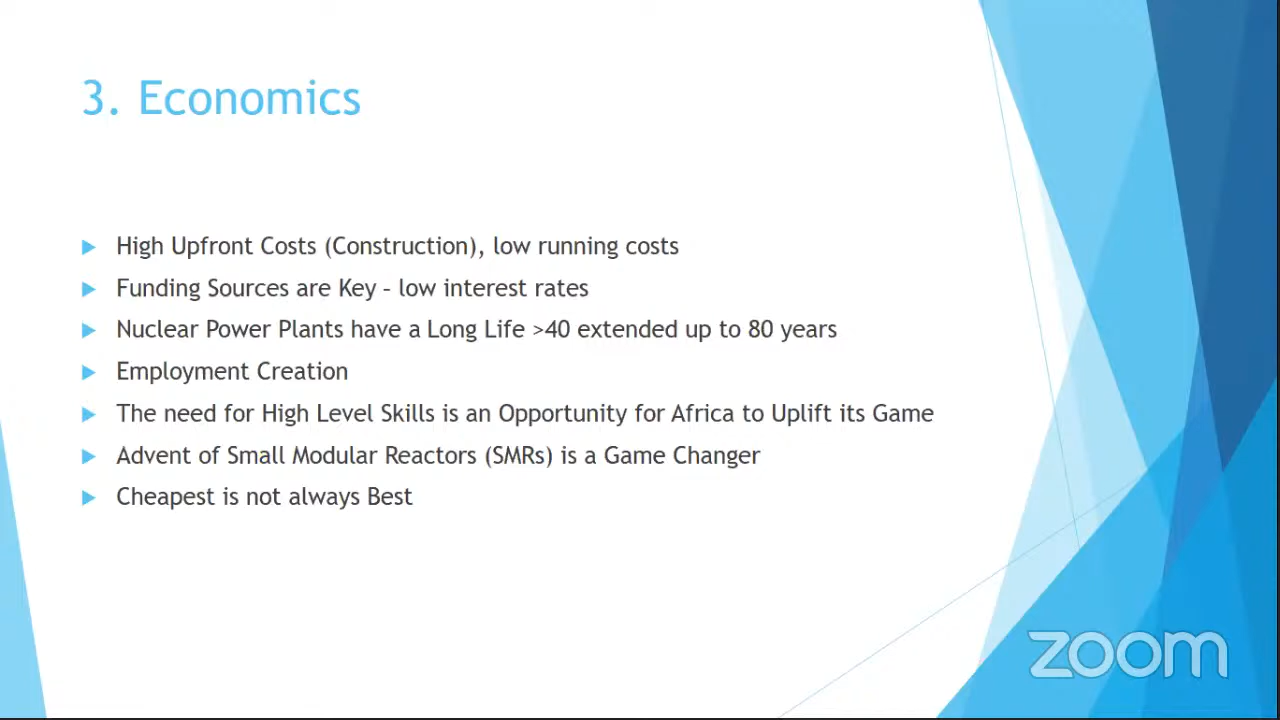 3. Economics
High Upfront Costs (Construction), low running costs
Funding Sources are Key – low interest rates
Nuclear Power Plants have a Long Life >40 extended up to 80 years
Employment Creation
The need for High Level Skills is an Opportunity for Africa to Uplift its Game
Advent of Small Modular Reactors (SMRs) is a Game Changer
Cheapest is not always Best
zoom